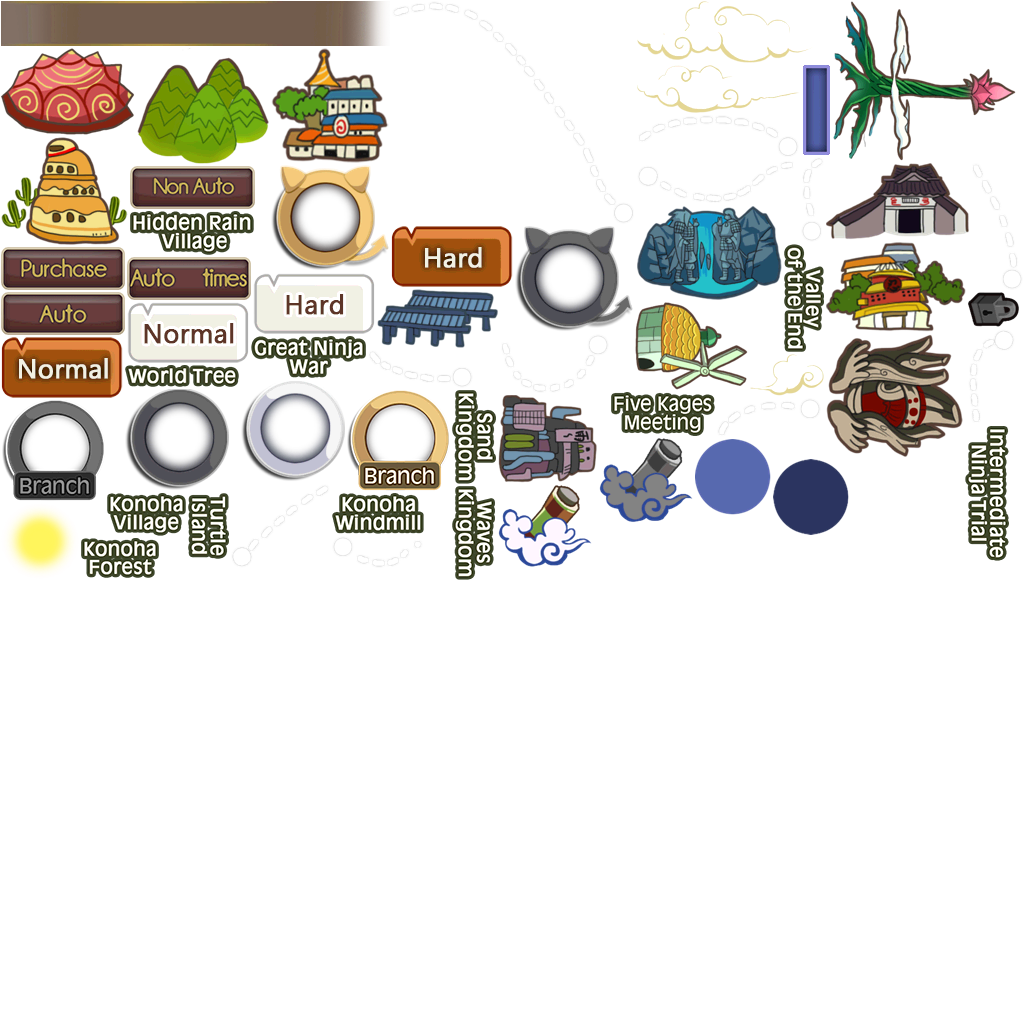 Non Auto
Hidden Rain
Village
Purchase
Auto times
Hard
Hard
Auto
Normal
Great Ninja
War
Normal
World Tree
Valley
of the End
Five Kages
Meeting
Sand
Kingdom
Branch
Branch
Konoha
Village
Turtle
Island
Konoha
Windmill
Waves
Kingdom
Intermediate
Ninja Trial
Konoha
Forest